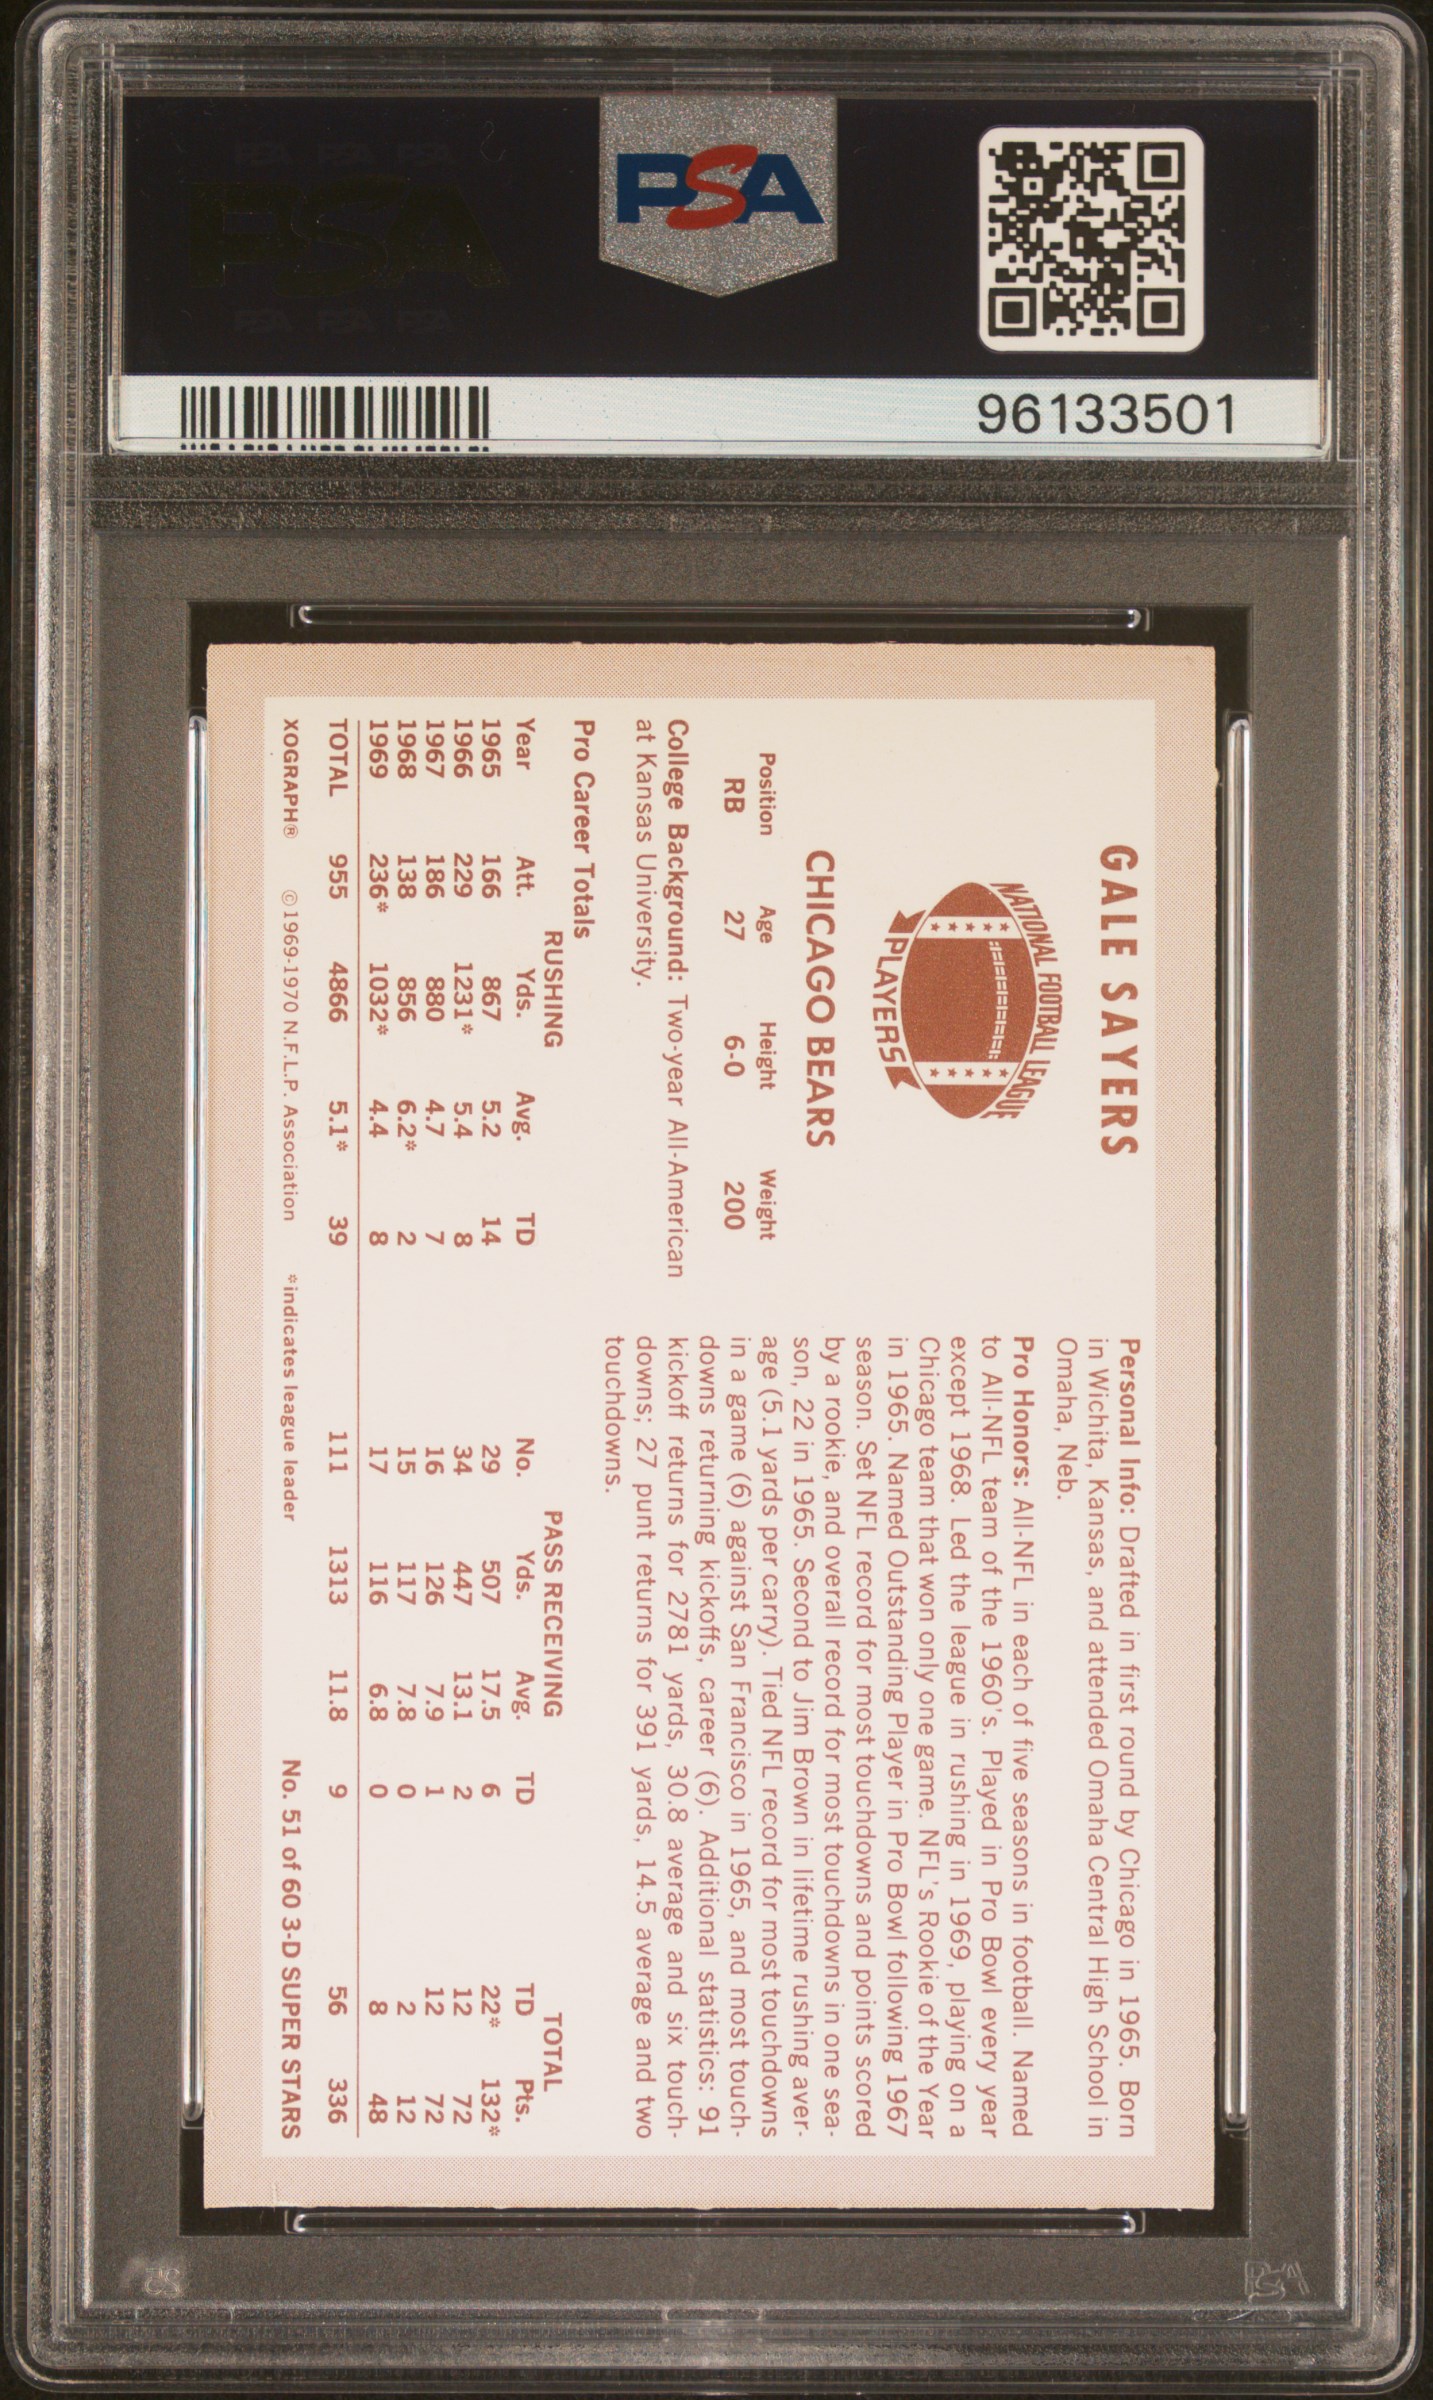 PSA
96133501
GALE SAYERS
NATIONAL FOOTBALL LEAGUE
PLAYERS
CHICAGO BEARS
Position Age Height Weight
RB 27 6-0 200
College Background: Two-year All-American
at Kansas University.
Personal Info: Drafted in first round by Chicago in 1965. Born
in Wichita, Kansas, and attended Omaha Central High School in
Omaha, Neb.
Pro Honors: All-NFL in each of five seasons in football. Named
to All-NFL team of the 1960's. Played in Pro Bowl every year
except 1968. Led the league in rushing in 1969, playing on a
Chicago team that won only one game. NFL's Rookie of the Year
in 1965. Named Outstanding Player in Pro Bowl following 1967
season. Set NFL record for most touchdowns and points scored
by a rookie, and overall record for most touchdowns in one sea-
son, 22 in 1965. Second to Jim Brown in lifetime rushing aver-
age (5.1 yards per carry). Tied NFL record for most touchdowns
in a game (6) against San Francisco in 1965, and most touch-
downs returning kickoffs, career (6). Additional statistics: 91
kickoff returns for 2781 yards, 30.8 average and six touch-
downs; 27 punt returns for 391 yards, 14.5 average and two
touchdowns.
Pro Career Totals
RUSHING PASS RECEIVING TOTAL
Year Att. Yds. Avg. TD No. Yds. Avg. TD TD Pts.
1965 166 867 5.2 14 29 507 17.5 6 22* 132*
1966 229 1231* 5.4 8 34 447 13.1 2 12 72
1967 186 880 4.7 7 16 126 7.9 1 12 72
1968 138 856 6.2* 2 15 117 7.8 0 2 12
1969 236* 1032* 4.4 8 17 116 6.8 0 8 48
TOTAL 955 4866 5.1* 39 111 1313 11.8 9 56 336
XOGRAPH® ©1969-1970 N.F.L.P. Association *indicates league leader No. 51 of 60 3-D SUPER STARS